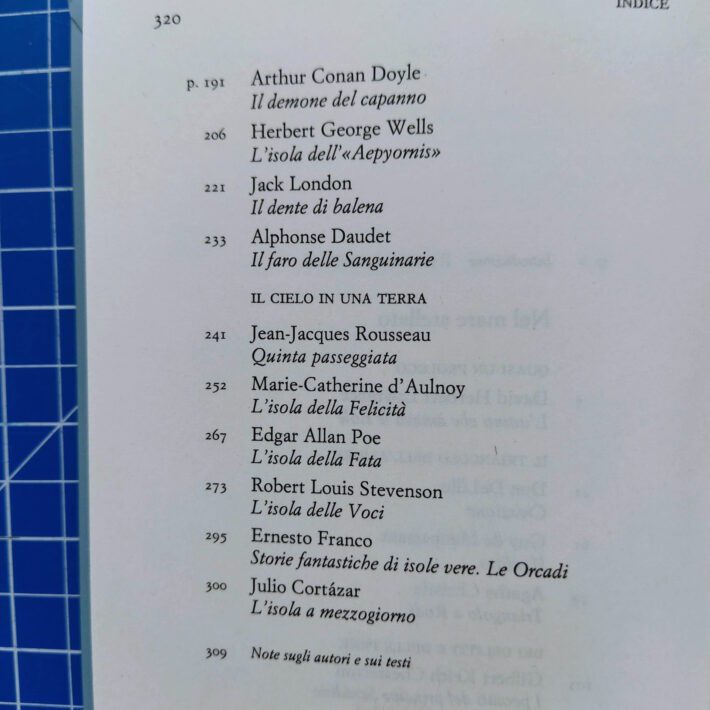 320
INDICE
p. 191 Arthur Conan Doyle
Il demone del capanno
206 Herbert George Wells
L'isola dell'«Aepyornis»
221 Jack London
Il dente di balena
233 Alphonse Daudet
Il faro delle Sanguinarie
IL CIELO IN UNA TERRA
241 Jean-Jacques Rousseau
Quinta passeggiata
252 Marie-Catherine d'Aulnoy
L'isola della Felicità
267 Edgar Allan Poe
L'isola della Fata
273 Robert Louis Stevenson
L'isola delle Voci
295 Ernesto Franco
Storie fantastiche di isole vere. Le Orcadi
300 Julio Cortázar
L'isola a mezzogiorno
309 Note sugli autori e sui testi